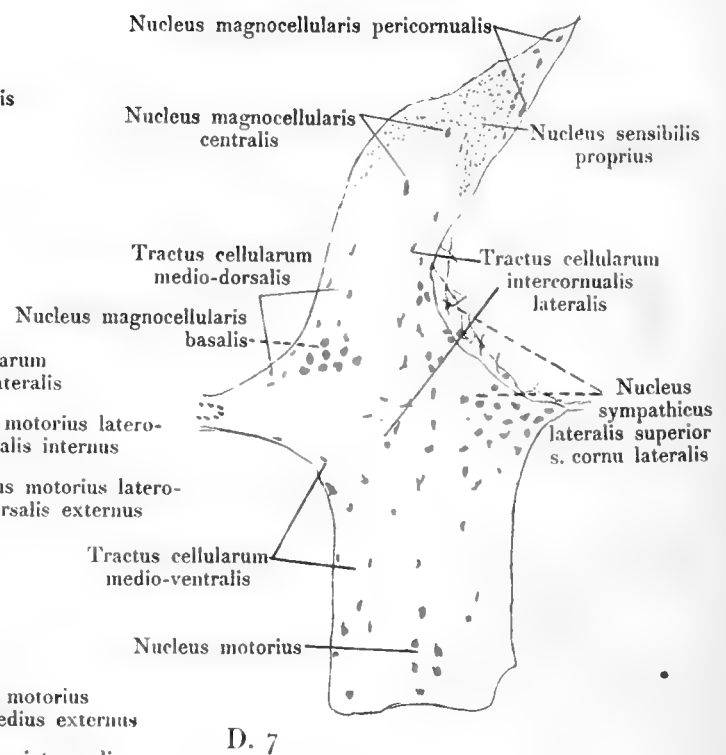 Nucleus magnocellularis pericornualis
is
Nucleus magnocellularis
centralis
Nucleus sensibilis
proprius
Tractus cellularum
medio-dorsalis
Tractus cellularum
intercornualis
lateralis
Nucleus magnocellularis
basalis
arum
ateralis
Nucleus
sympathicus
lateralis superior
s. cornu lateralis
motorius latero-
alis internus
us motorius latero-
rsalis externus
Tractus cellularum
medio-ventralis
Nucleus motorius
motorius
edius externus
D. 7